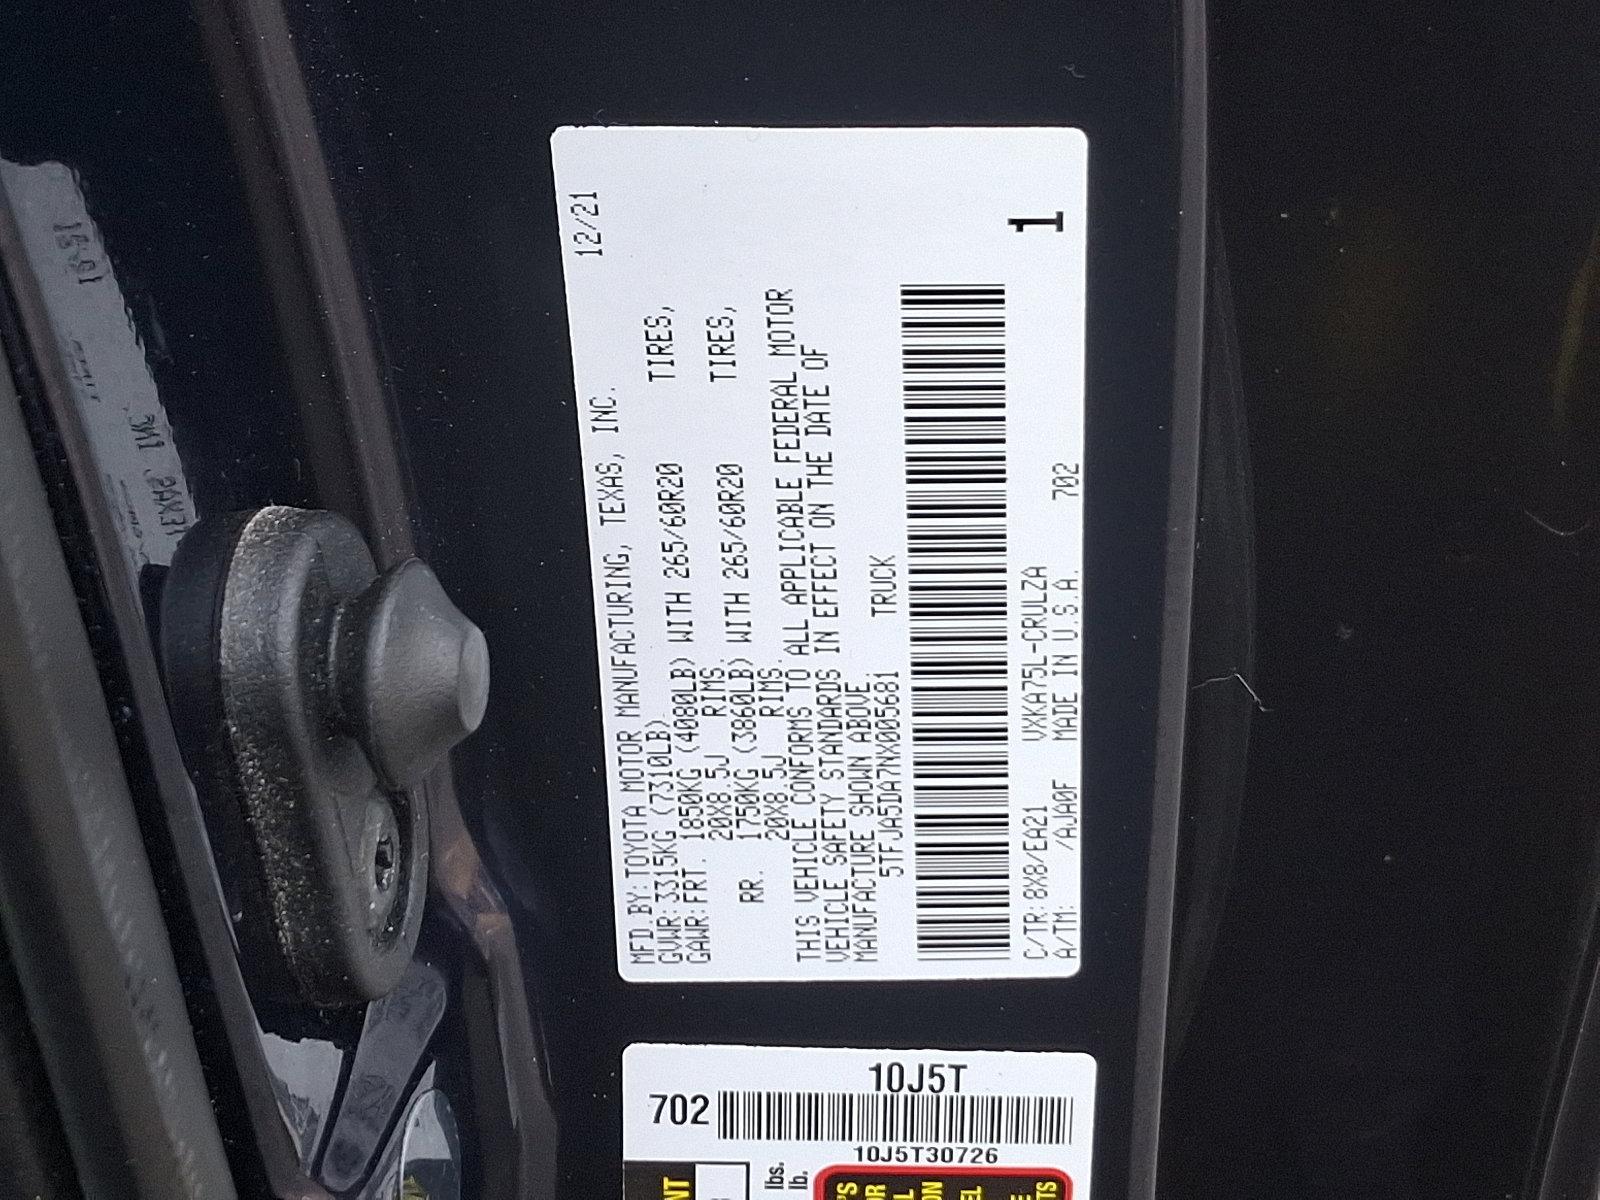 MFD.BY:TOYOTA MOTOR MANUFACTURING, TEXAS, INC. 12/21
GVWR:3315KG (7310LB)
GAWR:FRT. 1850KG (4080LB) WITH 265/60R20 TIRES,
20X8.5J RIMS.
RR. 1750KG (3860LB) WITH 265/60R20 TIRES,
20X8.5J RIMS.
THIS VEHICLE CONFORMS TO ALL APPLICABLE FEDERAL MOTOR
VEHICLE SAFETY STANDARDS IN EFFECT ON THE DATE OF
MANUFACTURE SHOWN ABOVE.
5TFJA5DA7NX005681 TRUCK
C/TR:8X8/EA21 VXKA75L-CRULZA
A/TM: /AJA0F MADE IN U.S.A. 702
1
702
10J5T
10J5T30726
lbs.
lb.